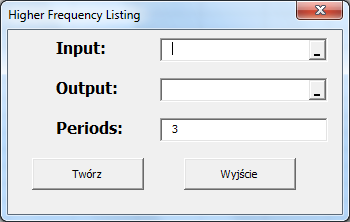 Higher Frequency Listing
Input:
Output:
Periods: 3
Twórz Wyjście